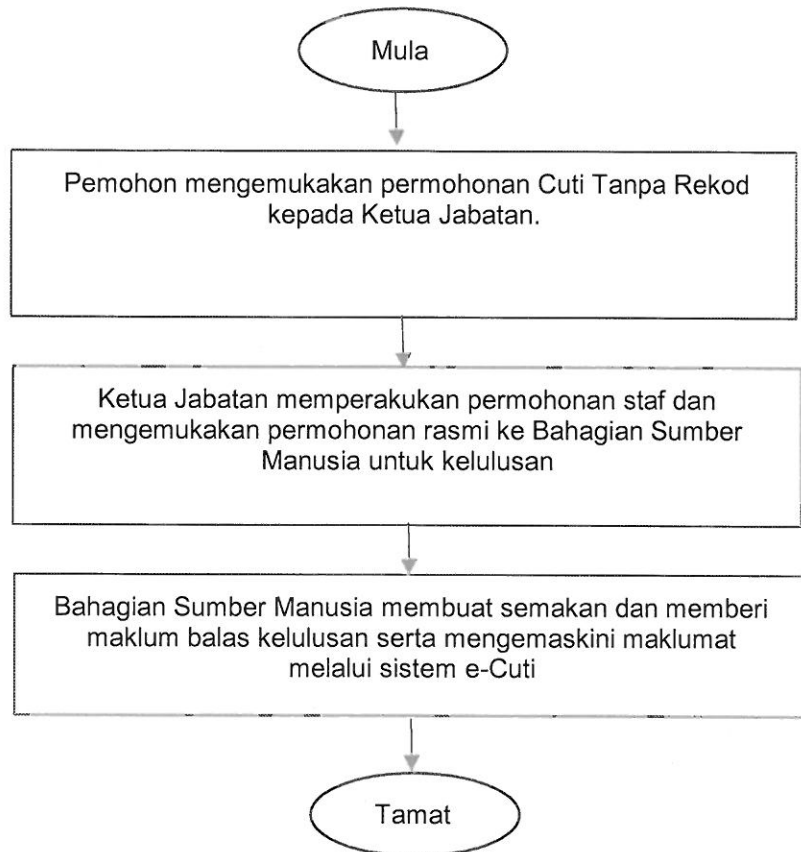 Mula
Pemohon mengemukakan permohonan Cuti Tanpa Rekod
kepada Ketua Jabatan.
Ketua Jabatan memperakukan permohonan staf dan
mengemukakan permohonan rasmi ke Bahagian Sumber
Manusia untuk kelulusan
Bahagian Sumber Manusia membuat semakan dan memberi
maklum balas kelulusan serta mengemaskini maklumat
melalui sistem e-Cuti
Tamat